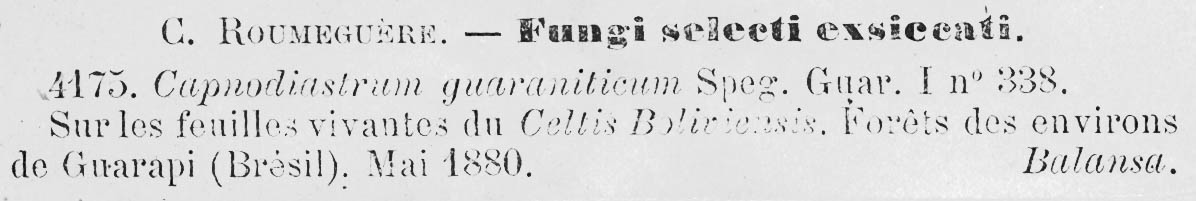 C. ROUMEGUÈRE. — Fungi selecti exsiccati.
4175. Capnodiastrum guaraniticum Speg. Guar. I nº 338.
Sur les feuilles vivantes du Celtis Boliviensis. Forêts des environs
de Guarapi (Brésil). Mai 1880. Balansa.